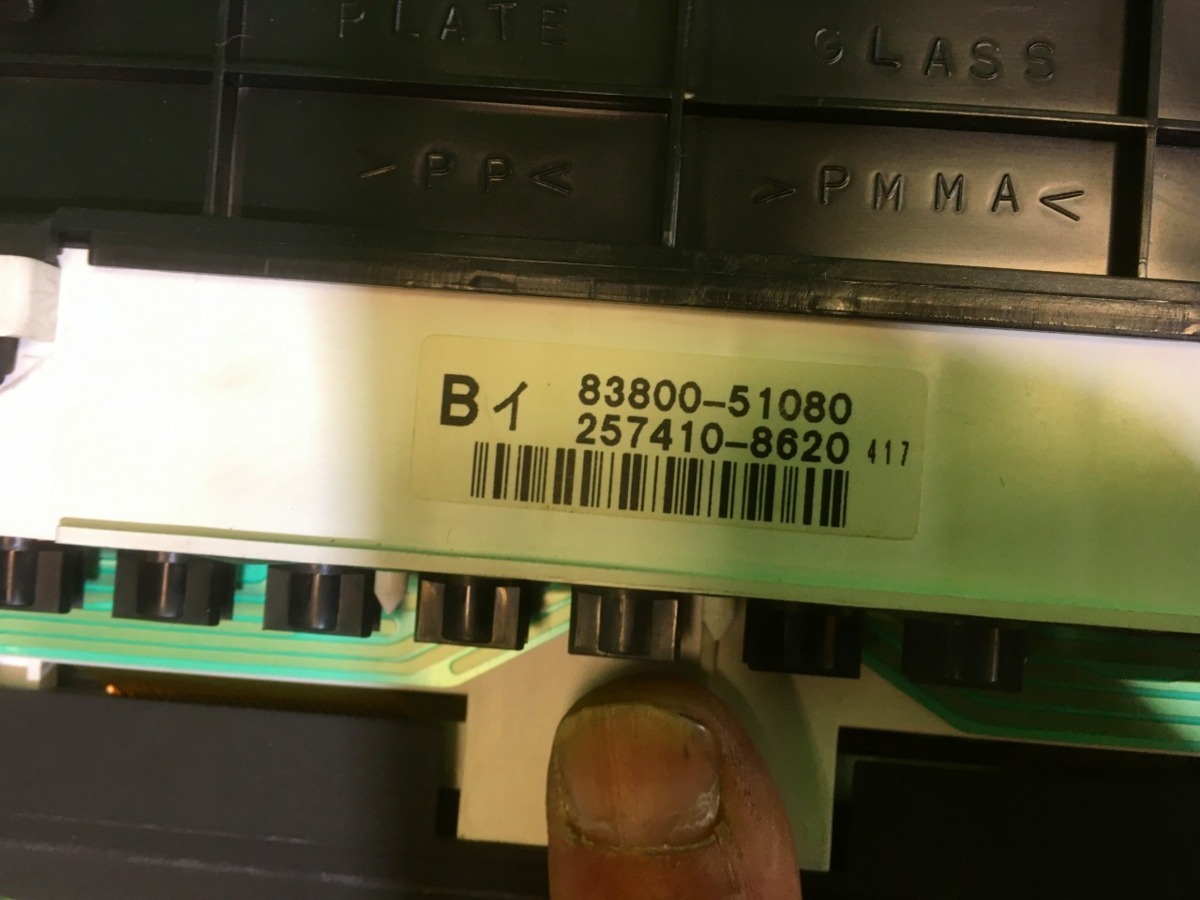 PLATE GLASS
>PP< >PMMA<
Bイ 83800-51080
257410-8620 417